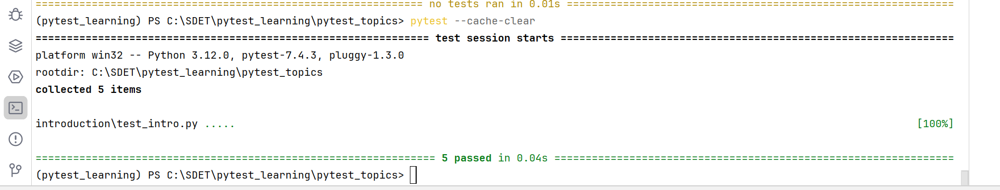 ============================================================== no tests ran in 0.01s ==============================================================
(pytest_learning) PS C:\SDET\pytest_learning\pytest_topics> pytest --cache-clear
=============================================================== test session starts ===============================================================
platform win32 -- Python 3.12.0, pytest-7.4.3, pluggy-1.3.0
rootdir: C:\SDET\pytest_learning\pytest_topics
collected 5 items
introduction\test_intro.py ..... [100%]
================================================================ 5 passed in 0.04s ================================================================
(pytest_learning) PS C:\SDET\pytest_learning\pytest_topics>